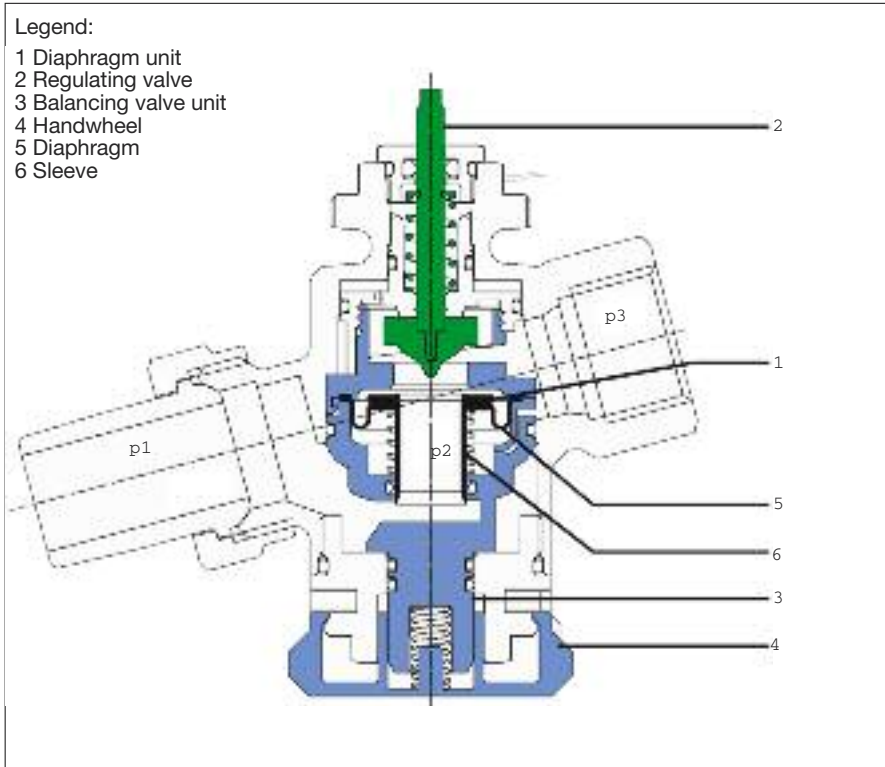 Legend:
1 Diaphragm unit
2 Regulating valve
3 Balancing valve unit
4 Handwheel
5 Diaphragm
6 Sleeve
2
p3
1
p1
p2
5
6
3
4